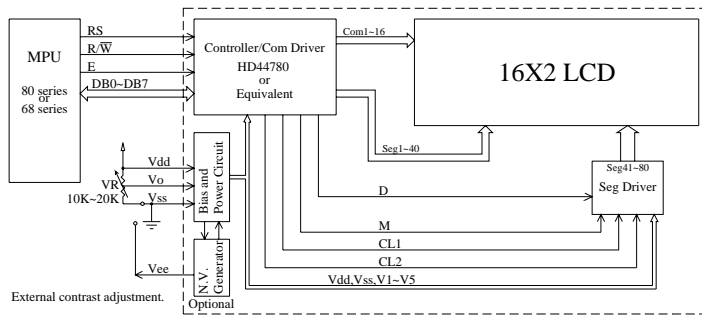 MPU
80 series
or
68 series
RS
R/W
E
DB0~DB7
Controller/Com Driver
HD44780
or
Equivalent
Com1~16
16X2 LCD
Seg1~40
Seg41~80
Seg Driver
D
M
CL1
CL2
Vdd,Vss,V1~V5
Vdd
Vo
Vss
VR
10K~20K
Bias and
Power Circuit
N.V.
Generator
Optional
Vee
External contrast adjustment.